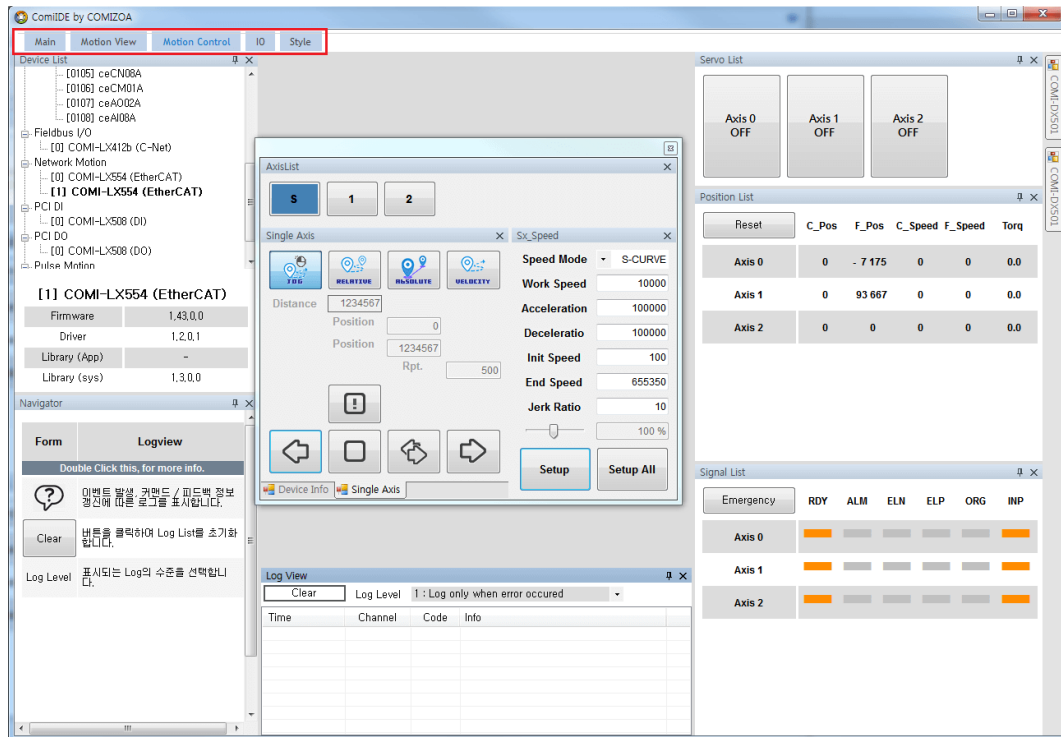 ComiIDE by COMIZOA
Main Motion View Motion Control IO Style
Device List
[0105] ceCN08A
[0106] ceCM01A
[0107] ceAO02A
[0108] ceAI08A
Fieldbus I/O
[0] COMI-LX412b (C-Net)
Network Motion
[0] COMI-LX554 (EtherCAT)
[1] COMI-LX554 (EtherCAT)
PCI DI
[0] COMI-LX508 (DI)
PCI DO
[0] COMI-LX508 (DO)
Pulse Motion
[1] COMI-LX554 (EtherCAT)
Firmware 1,43,0,0
Driver 1,2,0,1
Library (App) -
Library (sys) 1,3,0,0
Navigator
Form Logview
Double Click this, for more info.
이벤트 발생, 커맨드 / 피드백 정보
갱신에 따른 로그를 표시합니다.
Clear 버튼을 클릭하여 Log List를 초기화
합니다.
Log Level 표시되는 Log의 수준을 선택합니
다.
AxisList
S 1 2
Single Axis
JOG RELATIVE ABSOLUTE VELOCITY
Distance 1234567
Position 0
Position 1234567
Rpt. 500
Device Info Single Axis
Sx_Speed
Speed Mode S-CURVE
Work Speed 10000
Acceleration 100000
Deceleratio 100000
Init Speed 100
End Speed 655350
Jerk Ratio 10
100 %
Setup Setup All
Log View
Clear Log Level 1 : Log only when error occured
Time Channel Code Info
Servo List
Axis 0 Axis 1 Axis 2
OFF OFF OFF
Position List
Reset C_Pos F_Pos C_Speed F_Speed Torq
Axis 0 0 - 7 175 0 0 0.0
Axis 1 0 93 667 0 0 0.0
Axis 2 0 0 0 0 0.0
Signal List
Emergency RDY ALM ELN ELP ORG INP
Axis 0
Axis 1
Axis 2
COMI-DX501
COMI-DX501